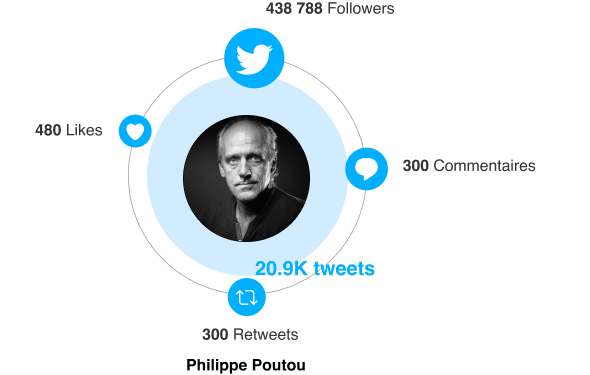 438 788 Followers
480 Likes
300 Commentaires
20.9K tweets
300 Retweets
Philippe Poutou